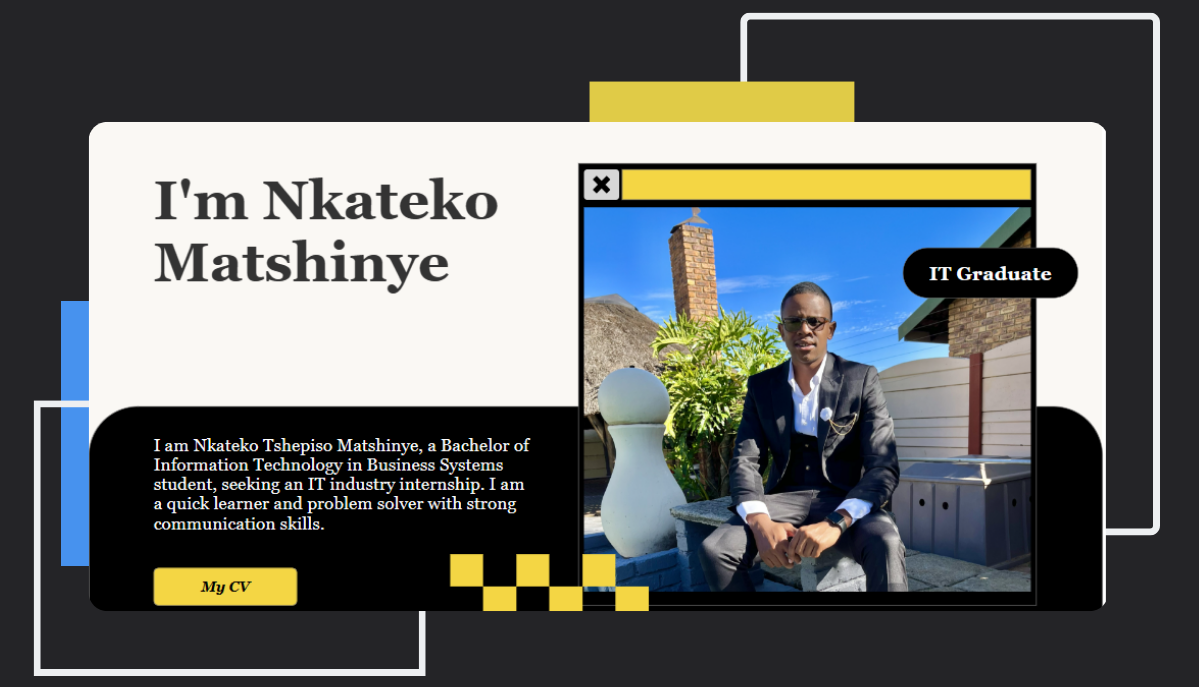 I'm Nkateko
Matshinye
IT Graduate
I am Nkateko Tshepiso Matshinye, a Bachelor of
Information Technology in Business Systems
student, seeking an IT industry internship. I am
a quick learner and problem solver with strong
communication skills.
My CV